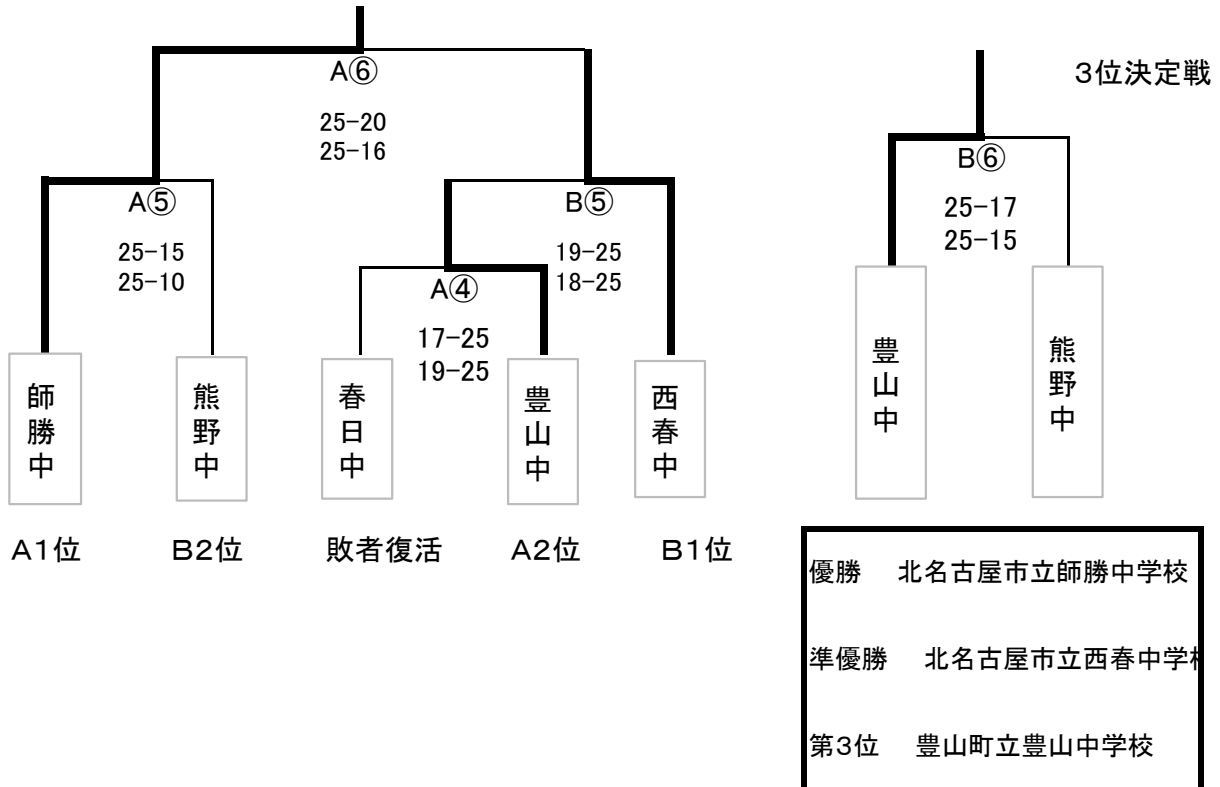 3位決定戦
A⑥
25-20
25-16
B⑥
25-17
25-15
A⑤
25-15
25-10
B⑤
19-25
18-25
A④
17-25
19-25
師勝中
熊野中
春日中
豊山中
西春中
豊山中
熊野中
A1位
B2位
敗者復活
A2位
B1位
優勝 北名古屋市立師勝中学校
準優勝 北名古屋市立西春中学校
第3位 豊山町立豊山中学校